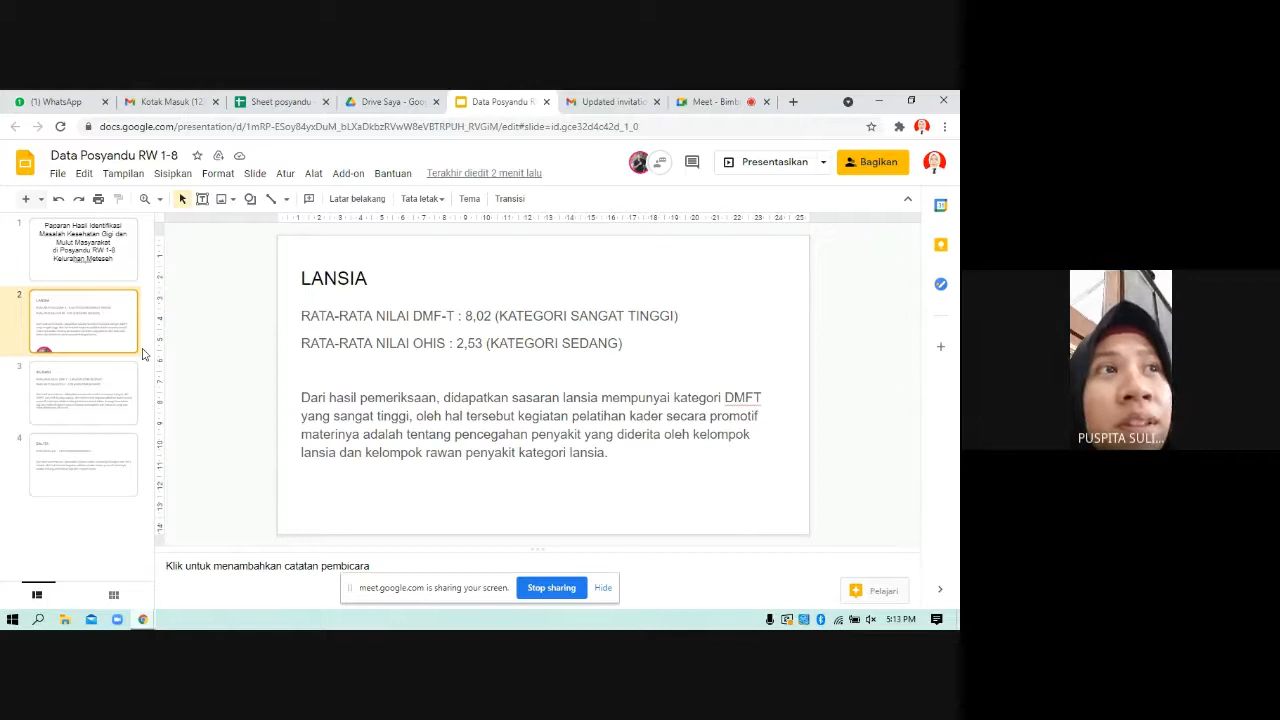 (1) WhatsApp
Kotak Masuk (12
Sheet posyandu -
Drive Saya - Goo
Data Posyandu R
Updated invitatio
Meet - Bimb
docs.google.com/presentation/d/1mRP-ESoy84yxDuM_bLXaDkbzRVwW8eVBTRPUH_RVGiM/edit#slide=id.gce32d4c42d_1_0
Data Posyandu RW 1-8
File Edit Tampilan Sisipkan Format Slide Atur Alat Add-on Bantuan Terakhir diedit 2 menit lalu
Presentasikan
Bagikan
Latar belakang Tata letak Tema Transisi
1
Paparan Hasil Identifikasi
Masalah Kesehatan Gigi dan
Mulut Masyarakat
di Posyandu RW 1-8
Kelurahan Meteseh
2
3
4
LANSIA
RATA-RATA NILAI DMF-T : 8,02 (KATEGORI SANGAT TINGGI)
RATA-RATA NILAI OHIS : 2,53 (KATEGORI SEDANG)
Dari hasil pemeriksaan, didapakan sasaran lansia mempunyai kategori DMFT
yang sangat tinggi, oleh hal tersebut kegiatan pelatihan kader secara promotif
materinya adalah tentang pencegahan penyakit yang diderita oleh kelompok
lansia dan kelompok rawan penyakit kategori lansia.
Klik untuk menambahkan catatan pembicara
meet.google.com is sharing your screen.
Stop sharing
Hide
Pelajari
5:13 PM
PUSPITA SULI...